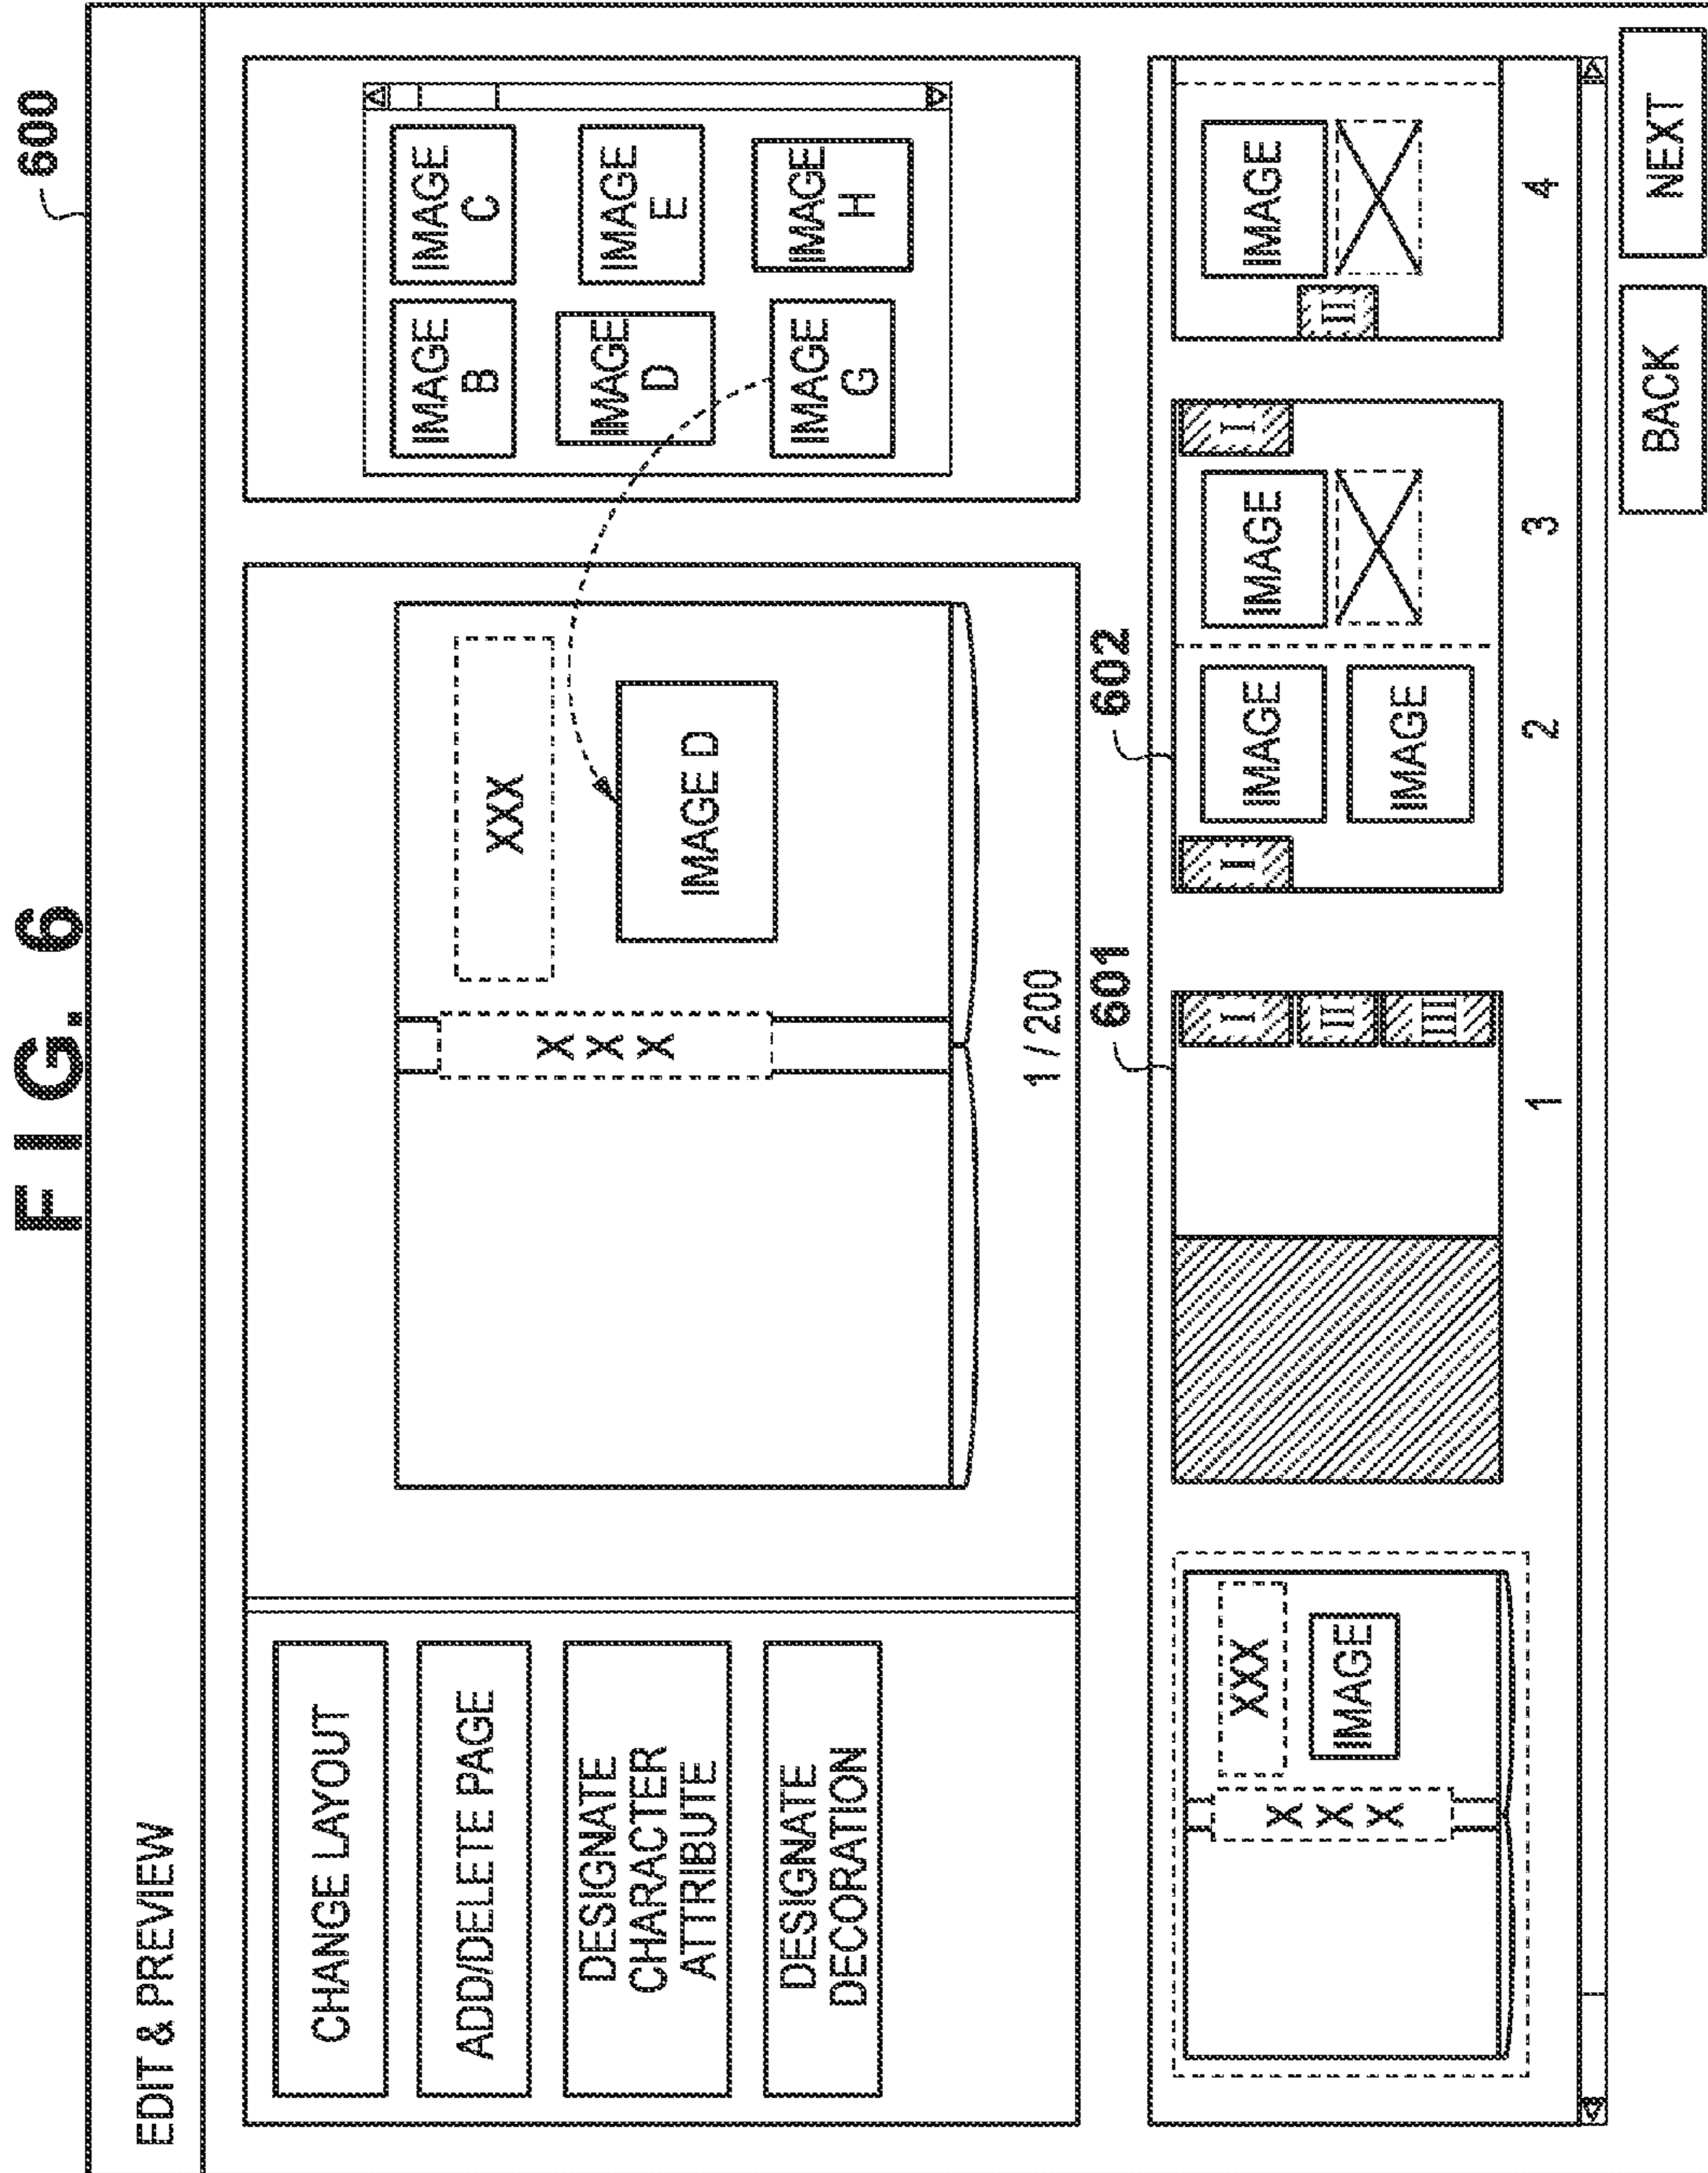 FIG. 6
600
EDIT & PREVIEW
CHANGE LAYOUT
ADD/DELETE PAGE
DESIGNATE
CHARACTER
ATTRIBUTE
DESIGNATE
DECORATION
XXX
X
X
X
IMAGE D
1 / 200
IMAGE
B
IMAGE
C
IMAGE
D
IMAGE
E
IMAGE
G
IMAGE
H
601
602
XXX
X
X
X
IMAGE
I
II
III
1
I
IMAGE
IMAGE
2
IMAGE
I
3
II
IMAGE
4
BACK
NEXT